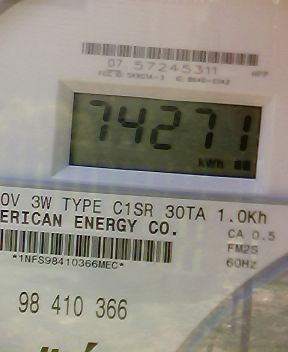 07 57245311
74271
kWh
0V 3W TYPE C1SR 30TA 1.0Kh
ERICAN ENERGY CO.
CA 0.5
FM2S
60Hz
*1NFS98410366MEC*
98 410 366